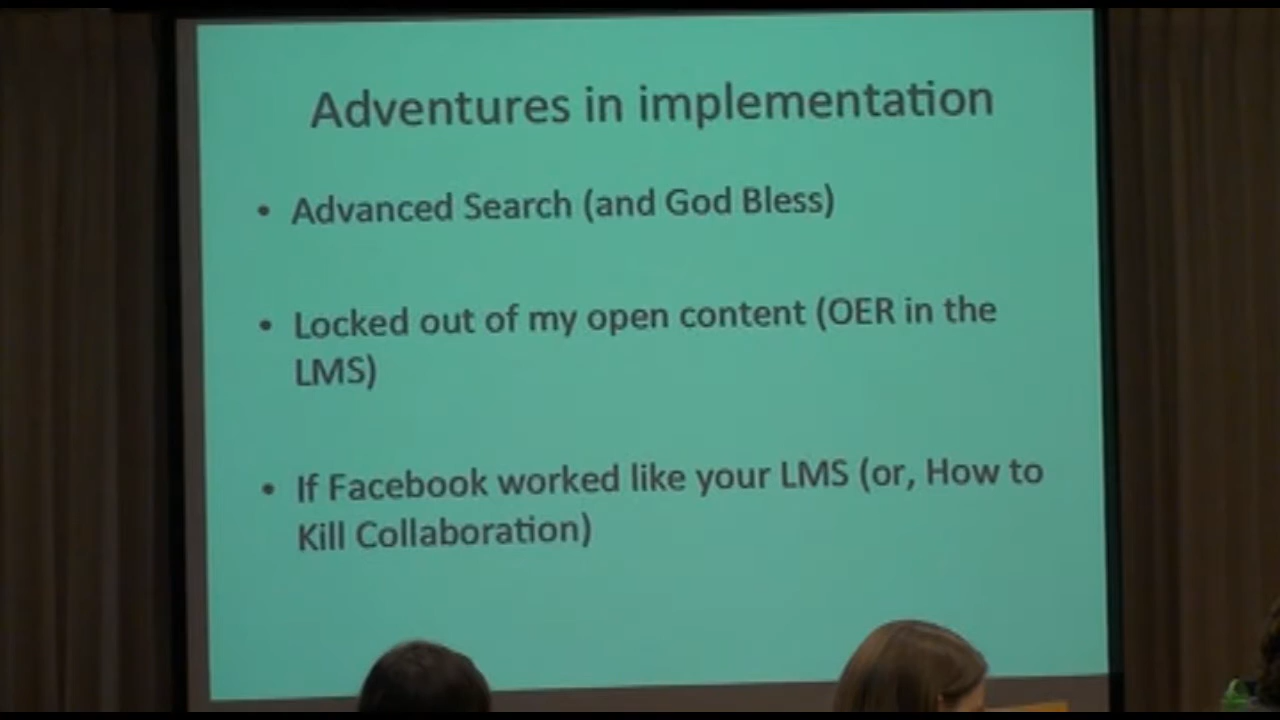 Adventures in implementation
• Advanced Search (and God Bless)
• Locked out of my open content (OER in the
LMS)
• If Facebook worked like your LMS (or, How to
Kill Collaboration)